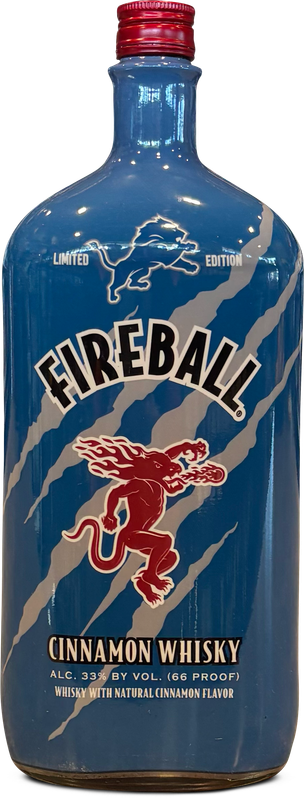 LIMITED EDITION
FIREBALL®
CINNAMON WHISKY
ALC. 33% BY VOL. (66 PROOF)
WHISKY WITH NATURAL CINNAMON FLAVOR